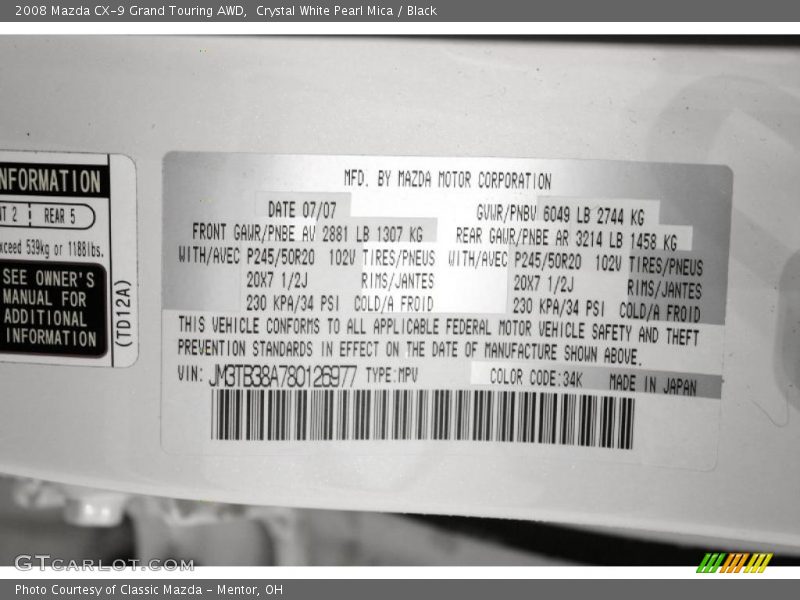 2008 Mazda CX-9 Grand Touring AWD, Crystal White Pearl Mica / Black
NFORMATION
NT 2 REAR 5
xceed 539kg or 1188lbs.
SEE OWNER'S
MANUAL FOR
ADDITIONAL
INFORMATION
(TD12A)
MFD. BY MAZDA MOTOR CORPORATION
DATE 07/07 GVWR/PNBV 6049 LB 2744 KG
FRONT GAWR/PNBE AV 2881 LB 1307 KG REAR GAWR/PNBE AR 3214 LB 1458 KG
WITH/AVEC P245/50R20 102V TIRES/PNEUS WITH/AVEC P245/50R20 102V TIRES/PNEUS
20X7 1/2J RIMS/JANTES 20X7 1/2J RIMS/JANTES
230 KPA/34 PSI COLD/A FROID 230 KPA/34 PSI COLD/A FROID
THIS VEHICLE CONFORMS TO ALL APPLICABLE FEDERAL MOTOR VEHICLE SAFETY AND THEFT
PREVENTION STANDARDS IN EFFECT ON THE DATE OF MANUFACTURE SHOWN ABOVE.
VIN: JM3TB38A780126977 TYPE:MPV COLOR CODE:34K MADE IN JAPAN
GTcarlot.com
Photo Courtesy of Classic Mazda - Mentor, OH